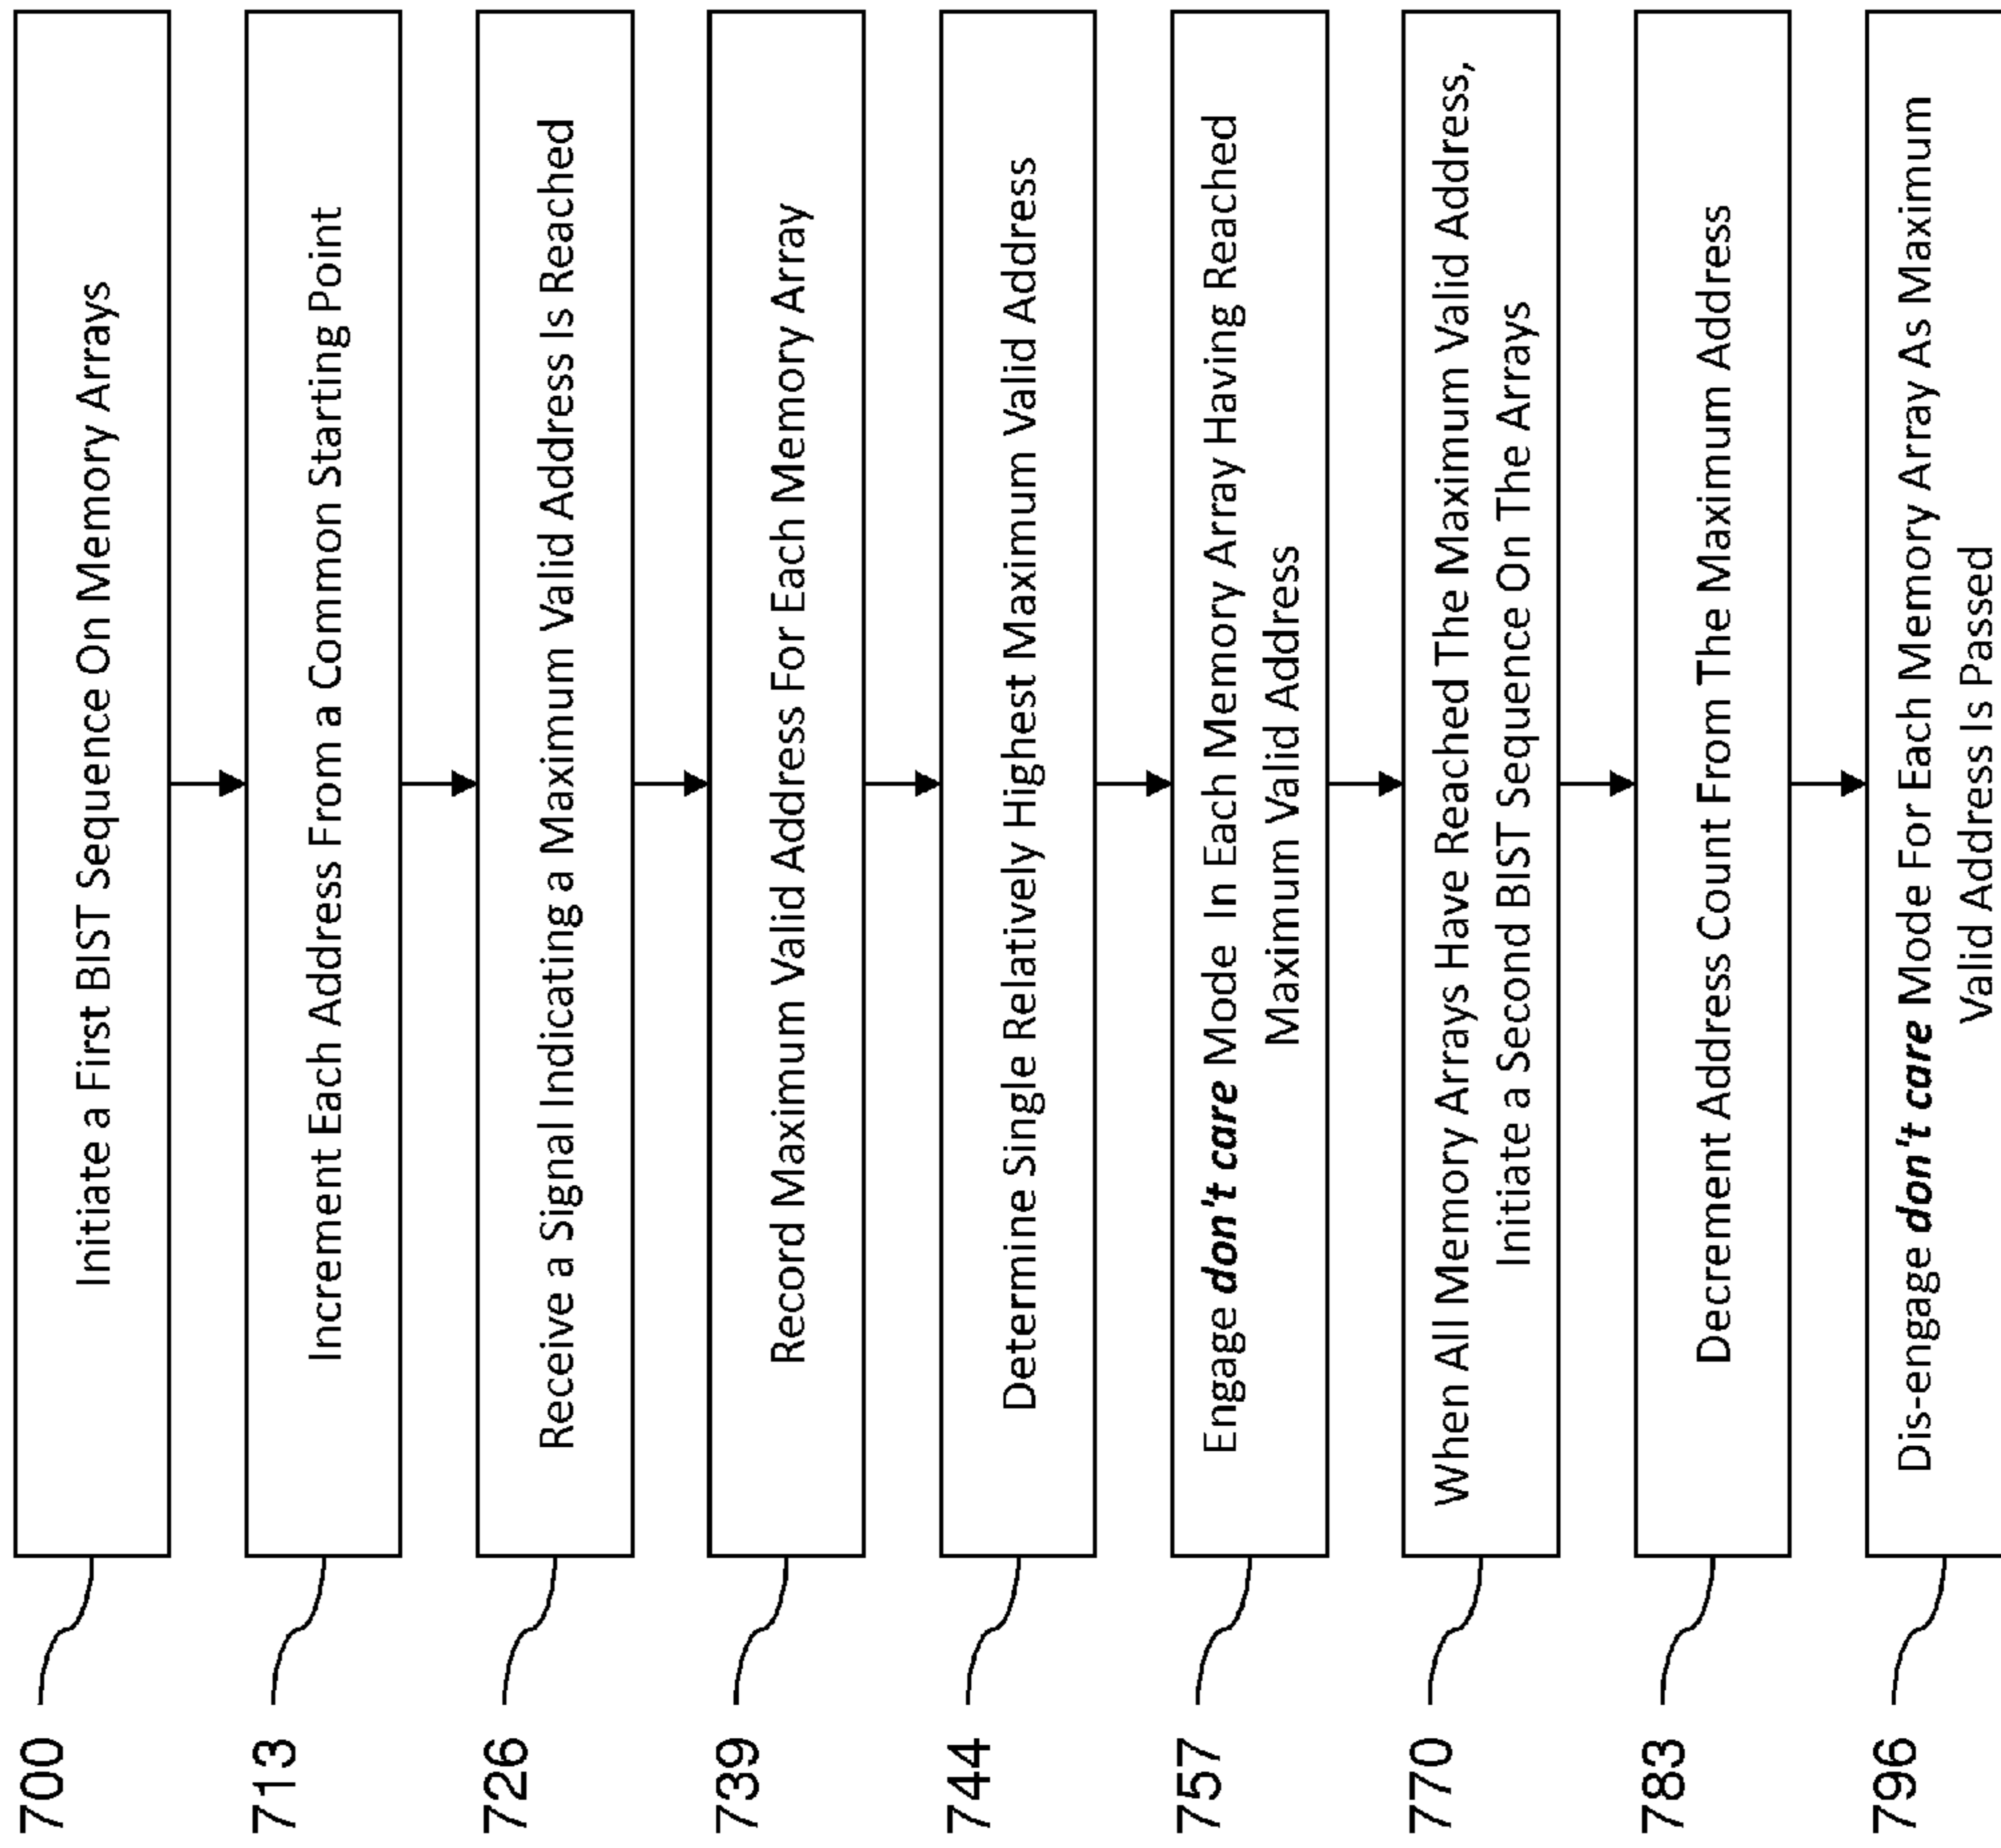 700
Initiate a First BIST Sequence On Memory Arrays
713
Increment Each Address From a Common Starting Point
726
Receive a Signal Indicating a Maximum Valid Address Is Reached
739
Record Maximum Valid Address For Each Memory Array
744
Determine Single Relatively Highest Maximum Valid Address
757
Engage don't care Mode In Each Memory Array Having Reached
Maximum Valid Address
770
When All Memory Arrays Have Reached The Maximum Valid Address,
Initiate a Second BIST Sequence On The Arrays
783
Decrement Address Count From The Maximum Address
796
Dis-engage don't care Mode For Each Memory Array As Maximum
Valid Address Is Passed